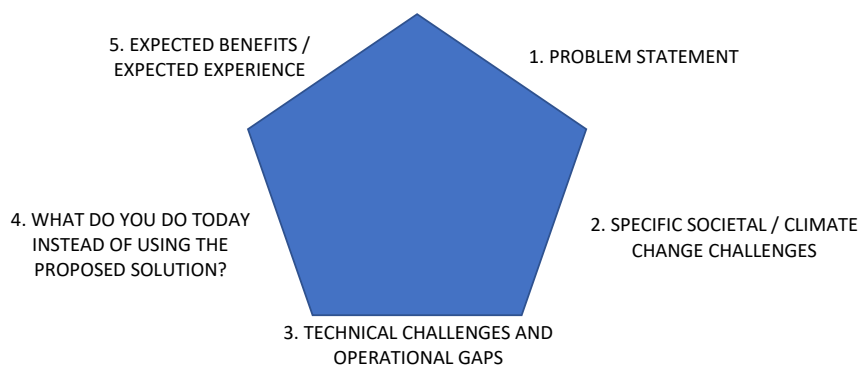 1. PROBLEM STATEMENT
2. SPECIFIC SOCIETAL / CLIMATE
CHANGE CHALLENGES
3. TECHNICAL CHALLENGES AND
OPERATIONAL GAPS
4. WHAT DO YOU DO TODAY
INSTEAD OF USING THE
PROPOSED SOLUTION?
5. EXPECTED BENEFITS /
EXPECTED EXPERIENCE